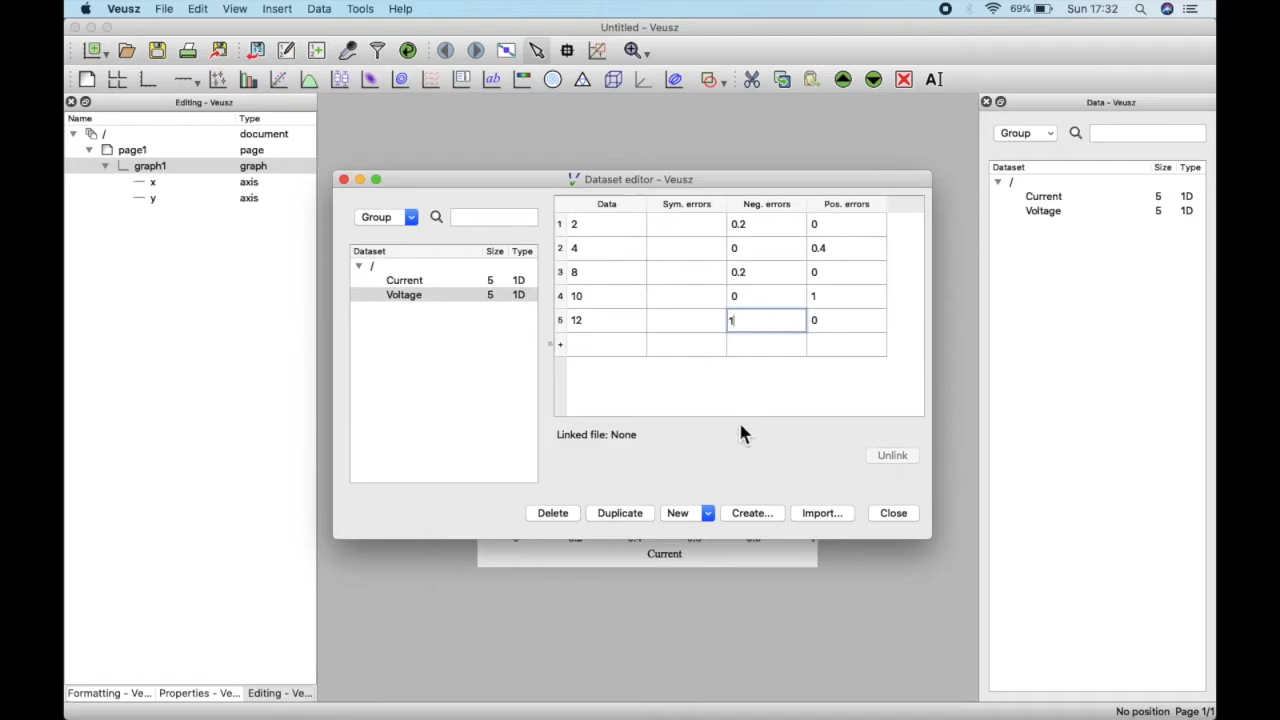 Veusz File Edit View Insert Data Tools Help 69% Sun 17:32
Untitled - Veusz
ab AI
Editing - Veusz
Name Type
/ document
page1 page
graph1 graph
x axis
y axis
Dataset editor - Veusz
Group
Dataset Size Type
/
Current 5 1D
Voltage 5 1D
Data Sym. errors Neg. errors Pos. errors
1 2 0.2 0
2 4 0 0.4
3 8 0.2 0
4 10 0 1
5 12 1 0
+
Linked file: None
Unlink
Delete Duplicate New Create... Import... Close
Current
Data - Veusz
Group
Dataset Size Type
/
Current 5 1D
Voltage 5 1D
Formatting - Ve... Properties - Ve... Editing - Ve...
No position Page 1/1